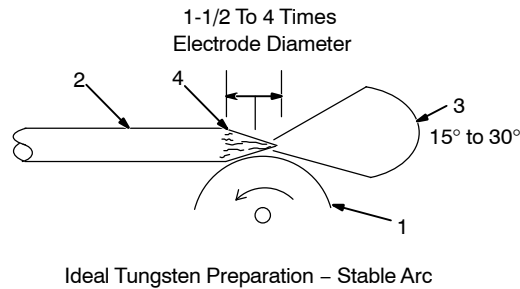 1-1/2 To 4 Times
Electrode Diameter
2
4
3
15° to 30°
1
Ideal Tungsten Preparation – Stable Arc